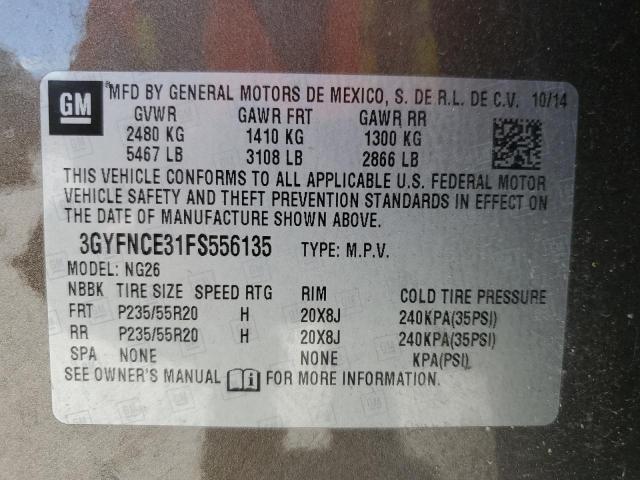 GM
® MFD BY GENERAL MOTORS DE MEXICO, S. DE R.L. DE C.V. 10/14
GVWR GAWR FRT GAWR RR
2480 KG 1410 KG 1300 KG
5467 LB 3108 LB 2866 LB
THIS VEHICLE CONFORMS TO ALL APPLICABLE U.S. FEDERAL MOTOR
VEHICLE SAFETY AND THEFT PREVENTION STANDARDS IN EFFECT ON
THE DATE OF MANUFACTURE SHOWN ABOVE.
3GYFNCE31FS556135 TYPE: M.P.V.
MODEL: NG26
NBBK TIRE SIZE SPEED RTG RIM COLD TIRE PRESSURE
FRT P235/55R20 H 20X8J 240KPA(35PSI)
RR P235/55R20 H 20X8J 240KPA(35PSI)
SPA NONE NONE KPA(PSI)
SEE OWNER'S MANUAL FOR MORE INFORMATION.